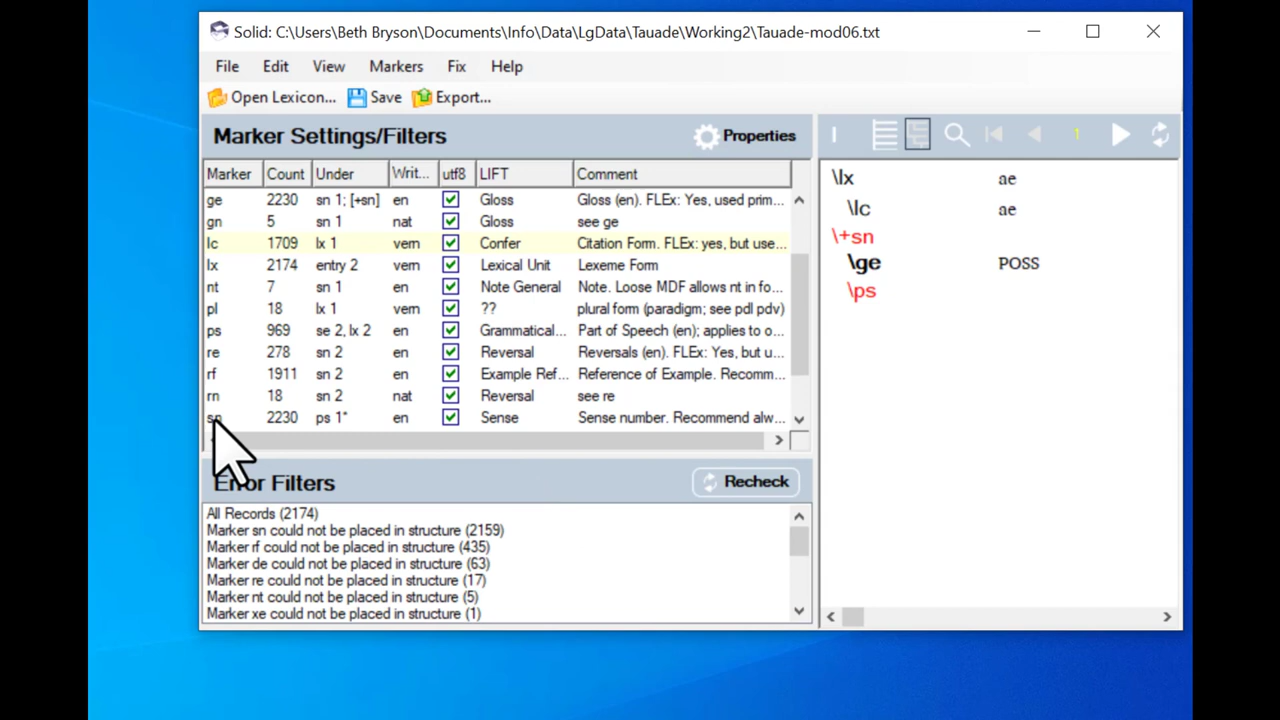 Solid: C:\Users\Beth Bryson\Documents\Info\Data\LgData\Tauade\Working2\Tauade-mod06.txt
File Edit View Markers Fix Help
Open Lexicon... Save Export...
Marker Settings/Filters Properties
Marker Count Under Writ... utf8 LIFT Comment
ge 2230 sn 1; [+sn] en Gloss Gloss (en). FLEx: Yes, used prim...
gn 5 sn 1 nat Gloss see ge
lc 1709 lx 1 vern Confer Citation Form. FLEx: yes, but use...
lx 2174 entry 2 vern Lexical Unit Lexeme Form
nt 7 sn 1 en Note General Note. Loose MDF allows nt in fo...
pl 18 lx 1 vern ?? plural form (paradigm; see pdl pdv)
ps 969 se 2, lx 2 en Grammatical... Part of Speech (en); applies to o...
re 278 sn 2 en Reversal Reversals (en). FLEx: Yes, but u...
rf 1911 sn 2 en Example Ref... Reference of Example. Recomm...
rn 18 sn 2 nat Reversal see re
sn 2230 ps 1* en Sense Sense number. Recommend alw...
Error Filters Recheck
All Records (2174)
Marker sn could not be placed in structure (2159)
Marker rf could not be placed in structure (435)
Marker de could not be placed in structure (63)
Marker re could not be placed in structure (17)
Marker nt could not be placed in structure (5)
Marker xe could not be placed in structure (1)
1
\lx ae
\lc ae
\+sn
\ge POSS
\ps